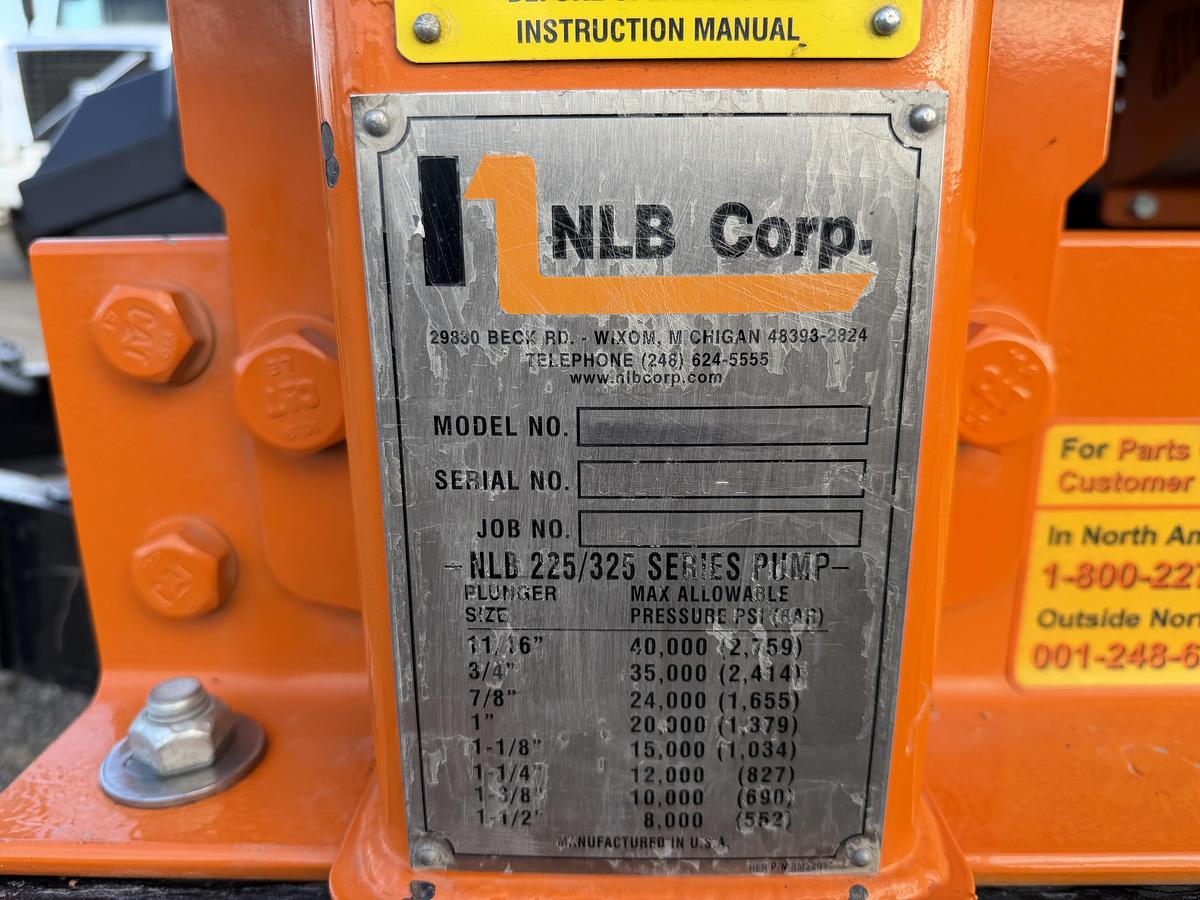 INSTRUCTION MANUAL
NLB Corp.
29830 BECK RD. - WIXOM, MICHIGAN 48393-2824
TELEPHONE (248) 624-5555
www.nlbcorp.com
MODEL NO.
SERIAL NO.
JOB NO.
-NLB 225/325 SERIES PUMP-
PLUNGER MAX ALLOWABLE
SIZE PRESSURE PSI (BAR)
11/16" 40,000 (2,759)
3/4" 35,000 (2,414)
7/8" 24,000 (1,655)
1" 20,000 (1,379)
1-1/8" 15,000 (1,034)
1-1/4" 12,000 (827)
1-3/8" 10,000 (690)
1-1/2" 8,000 (552)
MANUFACTURED IN U.S.A.
For Parts
Customer
In North Am
1-800-227
Outside Nor
001-248-6